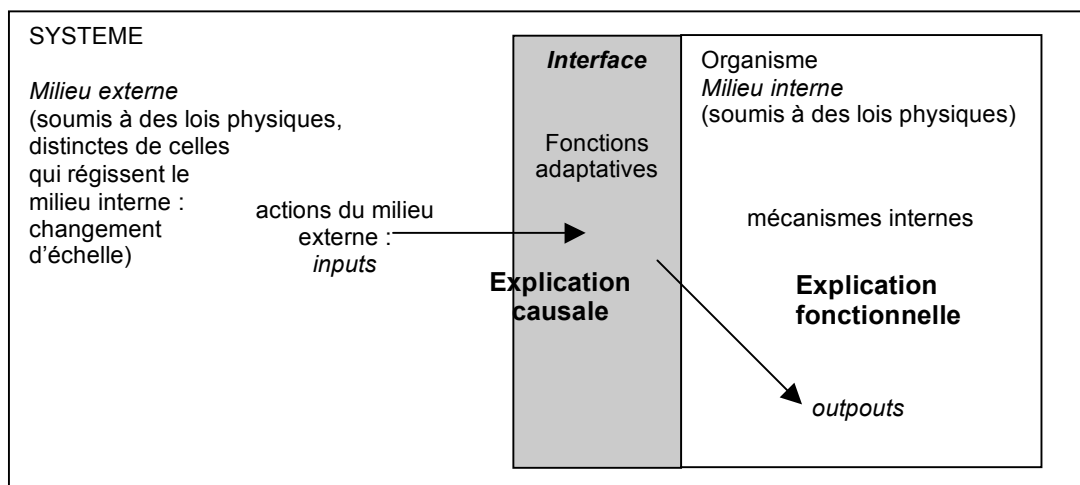 SYSTEME
Milieu externe
(soumis à des lois physiques,
distinctes de celles
qui régissent le
milieu interne :
changement
d'échelle)
actions du milieu
externe :
inputs
Interface
Fonctions
adaptatives
Explication
causale
Organisme
Milieu interne
(soumis à des lois physiques)
mécanismes internes
Explication
fonctionnelle
outpouts